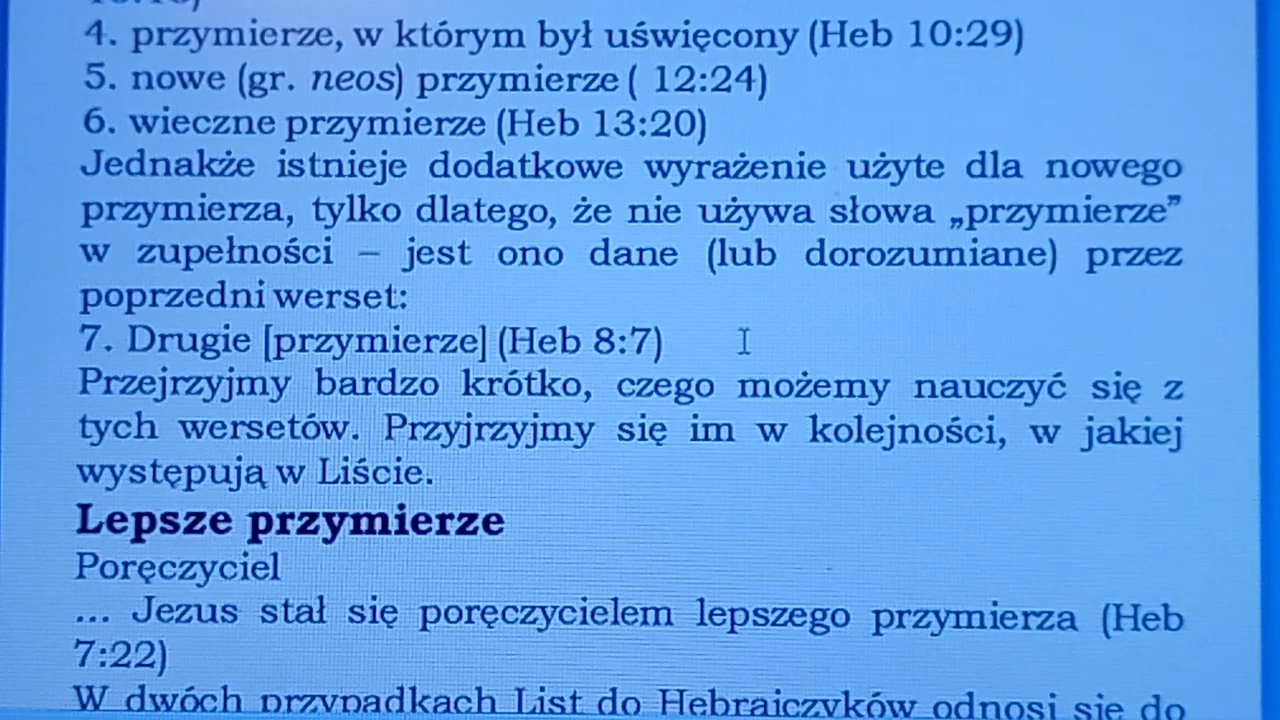 4. przymierze, w którym był uświęcony (Heb 10:29)
5. nowe (gr. neos) przymierze ( 12:24)
6. wieczne przymierze (Heb 13:20)
Jednakże istnieje dodatkowe wyrażenie użyte dla nowego
przymierza, tylko dlatego, że nie używa słowa „przymierze”
w zupełności – jest ono dane (lub dorozumiane) przez
poprzedni werset:
7. Drugie [przymierze] (Heb 8:7)
Przejrzyjmy bardzo krótko, czego możemy nauczyć się z
tych wersetów. Przyjrzyjmy się im w kolejności, w jakiej
występują w Liście.
Lepsze przymierze
Poręczyciel
... Jezus stał się poręczycielem lepszego przymierza (Heb
7:22)
W dwóch przypadkach List do Hebrajczyków odnosi się do